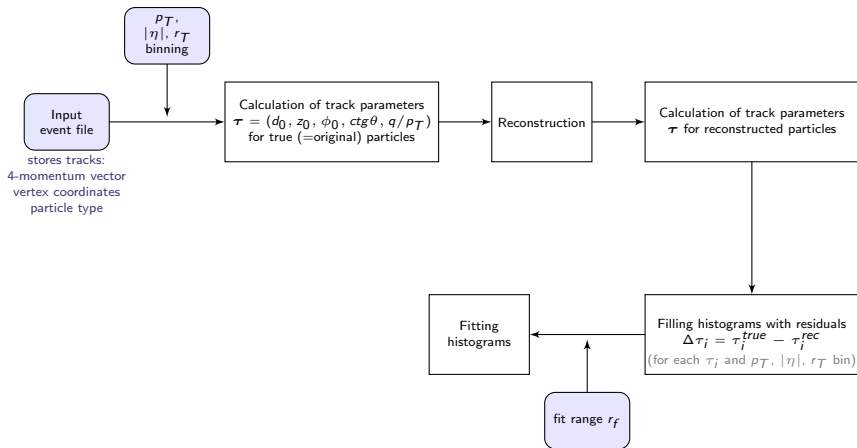 p_T,
|η|, r_T
binning
Input
event file
stores tracks:
4-momentum vector
vertex coordinates
particle type
Calculation of track parameters
τ = (d_0, z_0, φ_0, ctgθ, q/p_T)
for true (=original) particles
Reconstruction
Calculation of track parameters
τ for reconstructed particles
Filling histograms with residuals
Δτ_i = τ_i^true − τ_i^rec
(for each τ_i and p_T, |η|, r_T bin)
Fitting
histograms
fit range r_f